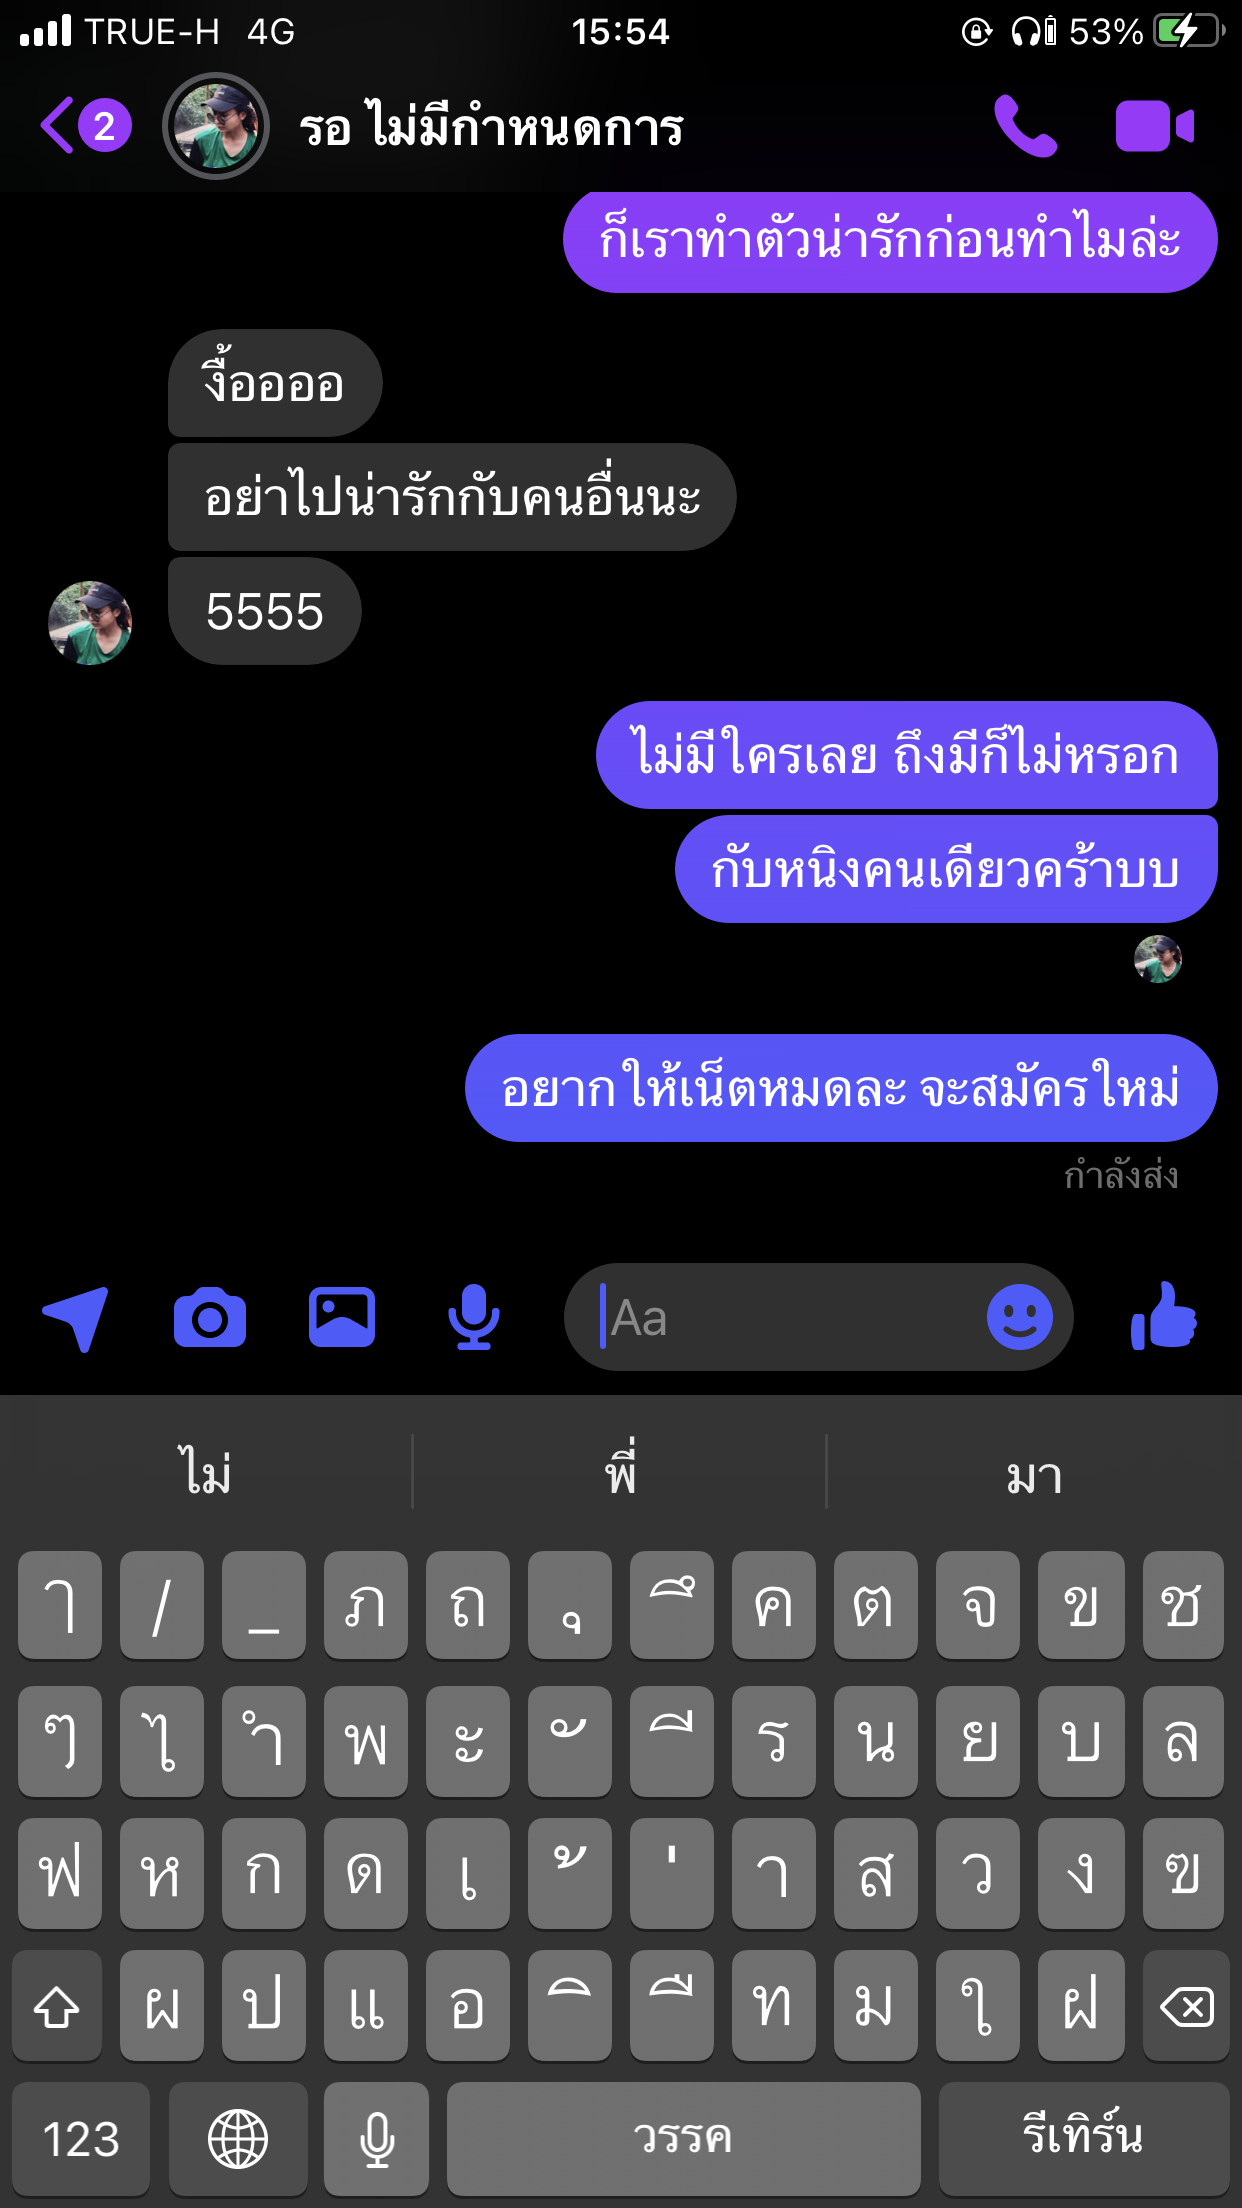 TRUE-H 4G 15:54 53%
2 รอ ไม่มีกำหนดการ
ก็เราทำตัวน่ารักก่อนทำไมล่ะ
งื้ออออ
อย่าไปน่ารักกับคนอื่นนะ
5555
ไม่มีใครเลย ถึงมีก็ไม่หรอก
กับหนิงคนเดียวคร้าบบ
อยากให้เน็ตหมดละ จะสมัครใหม่
กำลังส่ง
Aa
ไม่ พี่ มา
ๅ / _ ภ ถ ุ ึ ค ต จ ข ช
ๆ ไ ำ พ ะ ั ี ร น ย บ ล
ฟ ห ก ด เ ้ ่ า ส ว ง ฃ
ผ ป แ อ ิ ื ท ม ใ ฝ
123 วรรค รีเทิร์น